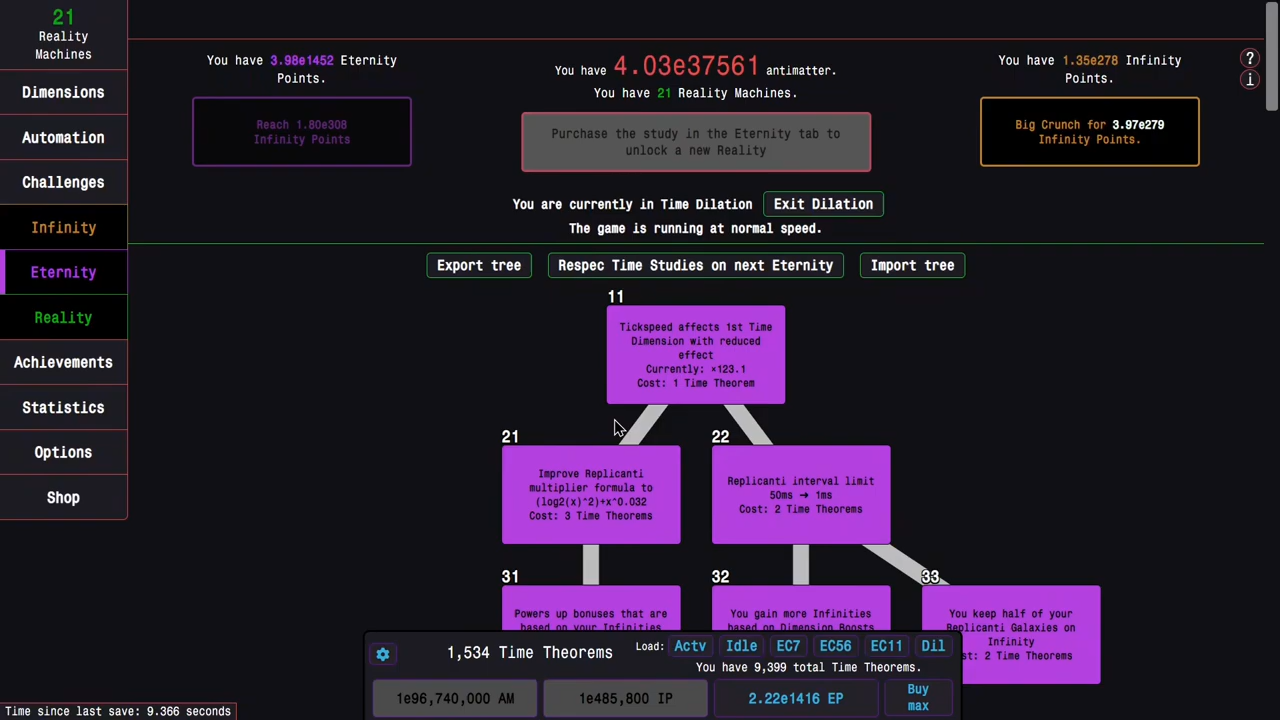 21
Reality
Machines
Dimensions
Automation
Challenges
Infinity
Eternity
Reality
Achievements
Statistics
Options
Shop
You have 3.98e1452 Eternity
Points.
Reach 1.80e308
Infinity Points
You have 4.03e37561 antimatter.
You have 21 Reality Machines.
Purchase the study in the Eternity tab to
unlock a new Reality
You have 1.35e278 Infinity
Points.
Big Crunch for 3.97e279
Infinity Points.
?
i
You are currently in Time Dilation
Exit Dilation
The game is running at normal speed.
Export tree
Respec Time Studies on next Eternity
Import tree
11
Tickspeed affects 1st Time
Dimension with reduced
effect
Currently: ×123.1
Cost: 1 Time Theorem
21
Improve Replicanti
multiplier formula to
(log2(x)^2)+x^0.032
Cost: 3 Time Theorems
22
Replicanti interval limit
50ms ➜ 1ms
Cost: 2 Time Theorems
31
Powers up bonuses that are
based on your Infinities
32
You gain more Infinities
based on Dimension Boosts
33
You keep half of your
Replicanti Galaxies on
Infinity
st: 2 Time Theorems
1,534 Time Theorems
Load: Actv Idle EC7 EC56 EC11 Dil
You have 9,399 total Time Theorems.
1e96,740,000 AM
1e485,800 IP
2.22e1416 EP
Buy
max
Time since last save: 9.366 seconds